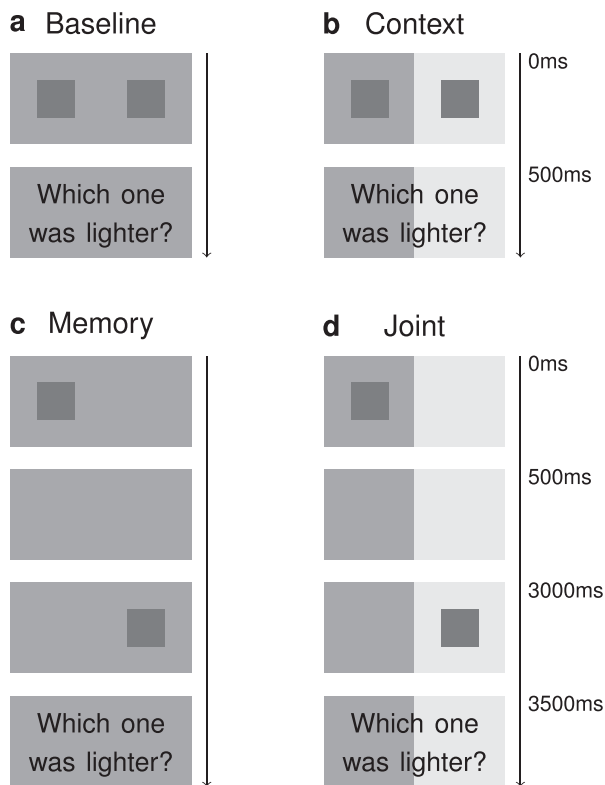 a Baseline
Which one
was lighter?
b Context
0ms
500ms
Which one
was lighter?
c Memory
Which one
was lighter?
d Joint
0ms
500ms
3000ms
3500ms
Which one
was lighter?